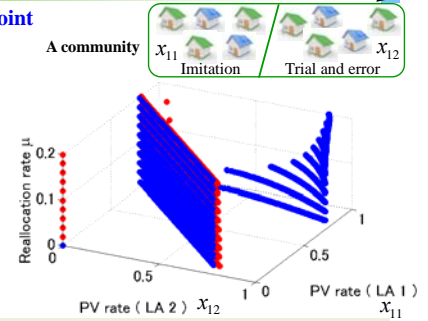 oint
A community
x11
x12
Imitation
Trial and error
Reallocation rate μ
0.2
0.1
0
0
0.5
1
0
0.5
1
PV rate ( LA 2 ) x12
PV rate ( LA 1 )
x11